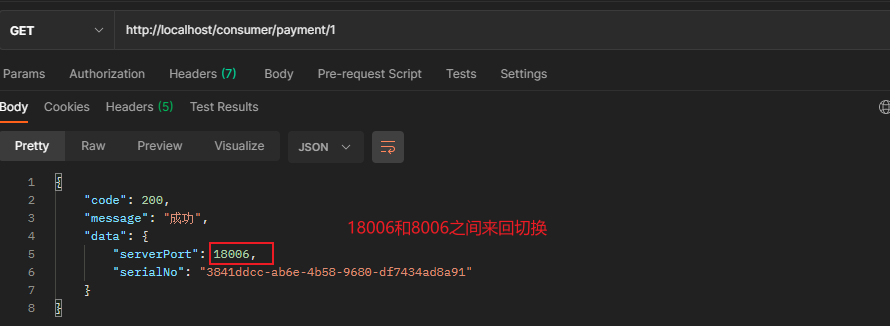 GET http://localhost/consumer/payment/1
Params Authorization Headers (7) Body Pre-request Script Tests Settings
Body Cookies Headers (5) Test Results
Pretty Raw Preview Visualize JSON
1 {
2 "code": 200,
3 "message": "成功",
4 "data": {
5 "serverPort": 18006,
6 "serialNo": "3841ddcc-ab6e-4b58-9680-df7434ad8a91"
7 }
8 }
18006和8006之间来回切换